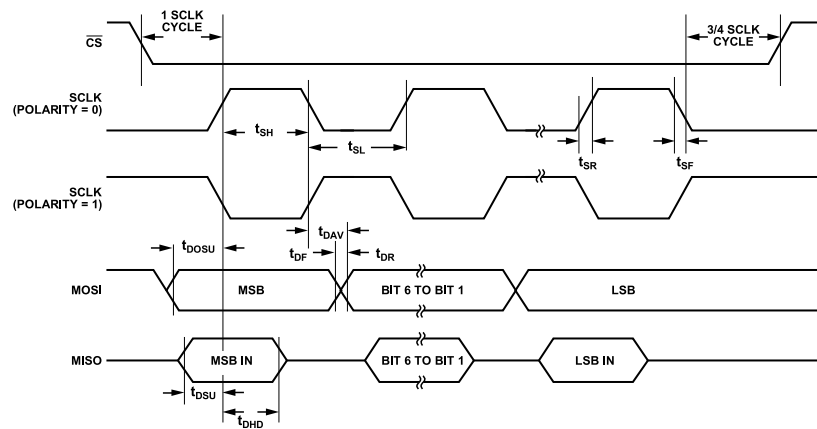 1 SCLK
CYCLE
3/4 SCLK
CYCLE
CS
SCLK
(POLARITY = 0)
tSH
tSL
tSR
tSF
SCLK
(POLARITY = 1)
tDAV
tDOSU
tDF
tDR
MOSI
MSB
BIT 6 TO BIT 1
LSB
MISO
MSB IN
BIT 6 TO BIT 1
LSB IN
tDSU
tDHD